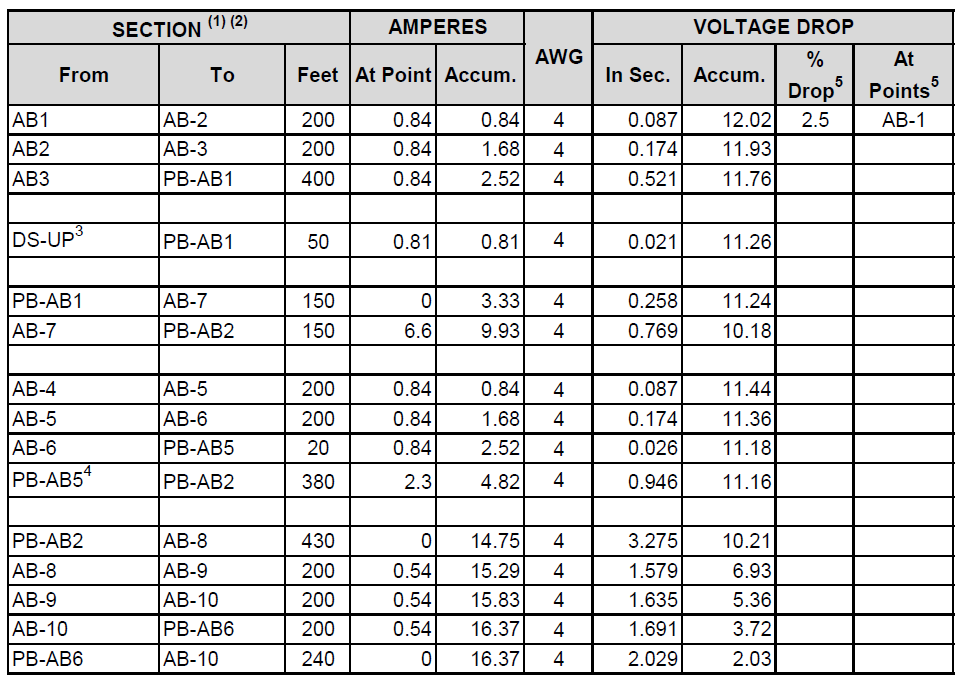 SECTION (1) (2) AMPERES AWG VOLTAGE DROP
From To Feet At Point Accum. In Sec. Accum. % Drop5 At Points5
AB1 AB-2 200 0.84 0.84 4 0.087 12.02 2.5 AB-1
AB2 AB-3 200 0.84 1.68 4 0.174 11.93
AB3 PB-AB1 400 0.84 2.52 4 0.521 11.76
DS-UP3 PB-AB1 50 0.81 0.81 4 0.021 11.26
PB-AB1 AB-7 150 0 3.33 4 0.258 11.24
AB-7 PB-AB2 150 6.6 9.93 4 0.769 10.18
AB-4 AB-5 200 0.84 0.84 4 0.087 11.44
AB-5 AB-6 200 0.84 1.68 4 0.174 11.36
AB-6 PB-AB5 20 0.84 2.52 4 0.026 11.18
PB-AB54 PB-AB2 380 2.3 4.82 4 0.946 11.16
PB-AB2 AB-8 430 0 14.75 4 3.275 10.21
AB-8 AB-9 200 0.54 15.29 4 1.579 6.93
AB-9 AB-10 200 0.54 15.83 4 1.635 5.36
AB-10 PB-AB6 200 0.54 16.37 4 1.691 3.72
PB-AB6 AB-10 240 0 16.37 4 2.029 2.03